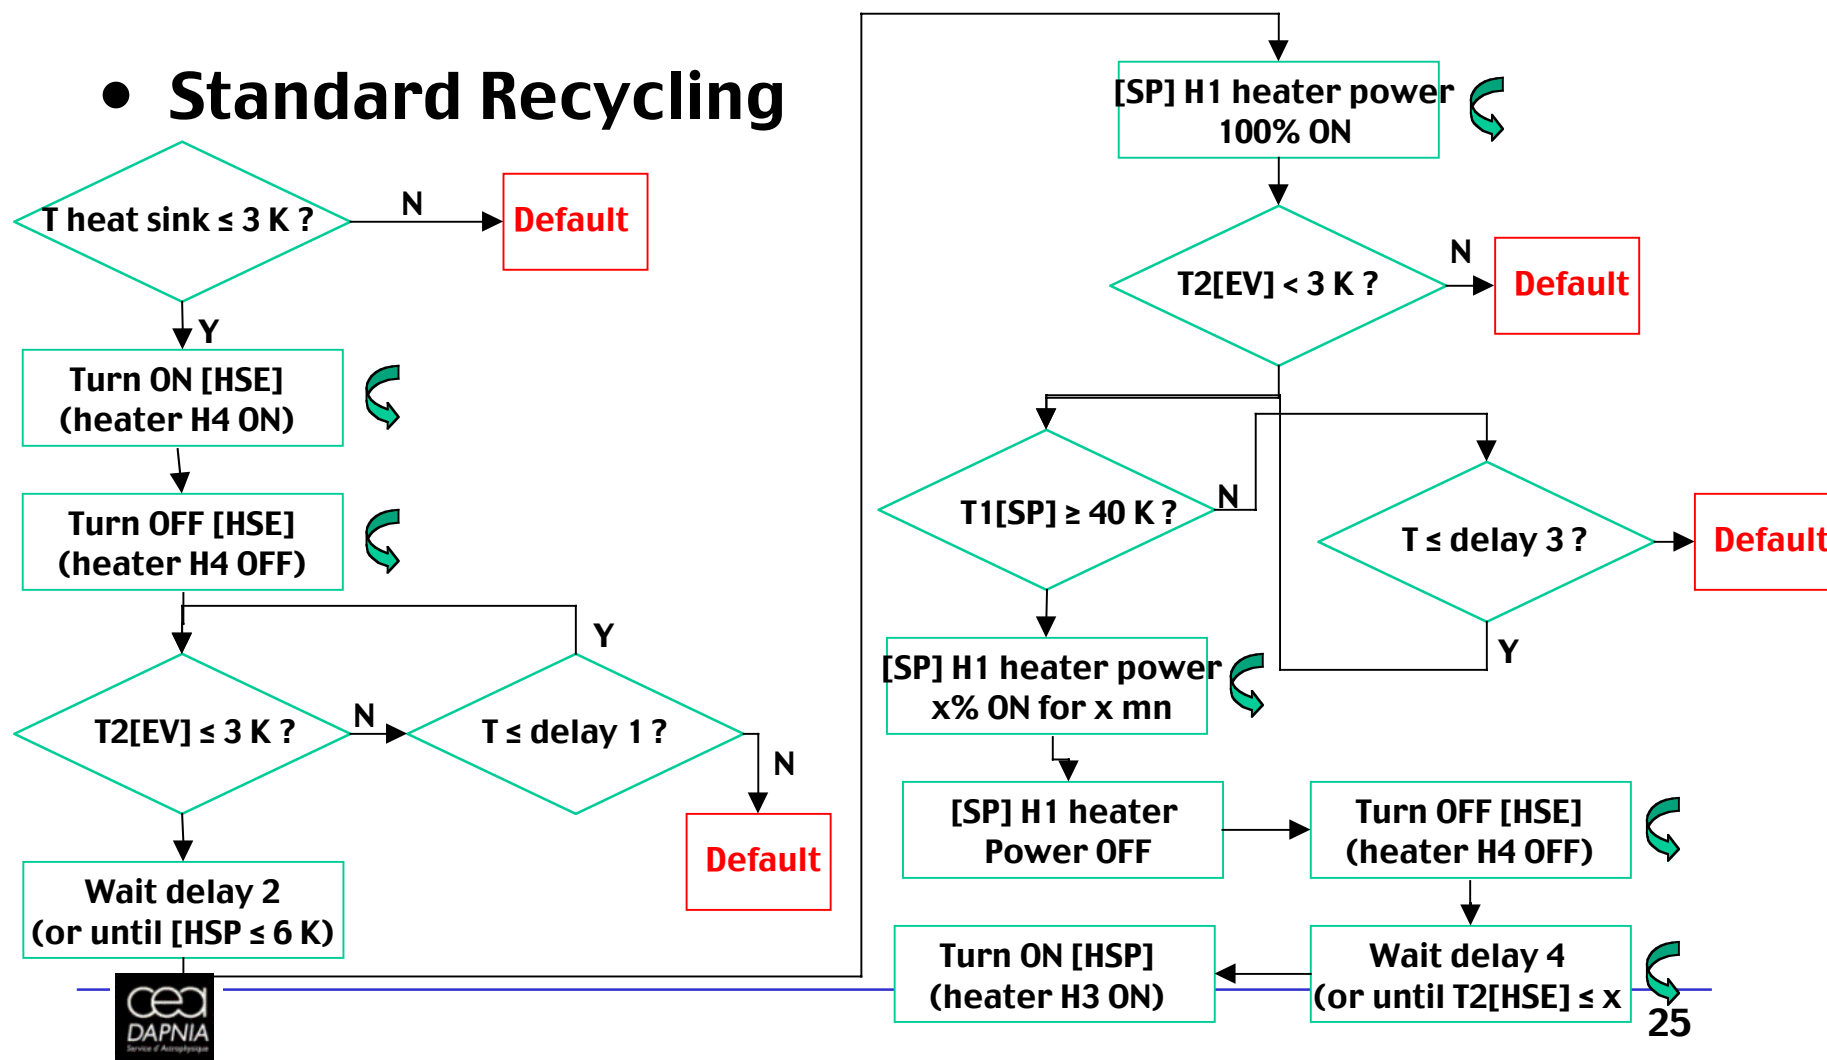 • Standard Recycling
T heat sink ≤ 3 K ?
N
Default
Y
Turn ON [HSE]
(heater H4 ON)
Turn OFF [HSE]
(heater H4 OFF)
T2[EV] ≤ 3 K ?
N
T ≤ delay 1 ?
Y
N
Default
Wait delay 2
(or until [HSP ≤ 6 K)
[SP] H1 heater power
100% ON
T2[EV] < 3 K ?
N
Default
T1[SP] ≥ 40 K ?
N
T ≤ delay 3 ?
Default
Y
[SP] H1 heater power
x% ON for x mn
[SP] H1 heater
Power OFF
Turn OFF [HSE]
(heater H4 OFF)
Wait delay 4
(or until T2[HSE] ≤ x
Turn ON [HSP]
(heater H3 ON)
cea
DAPNIA
Service d'Astrophysique
25